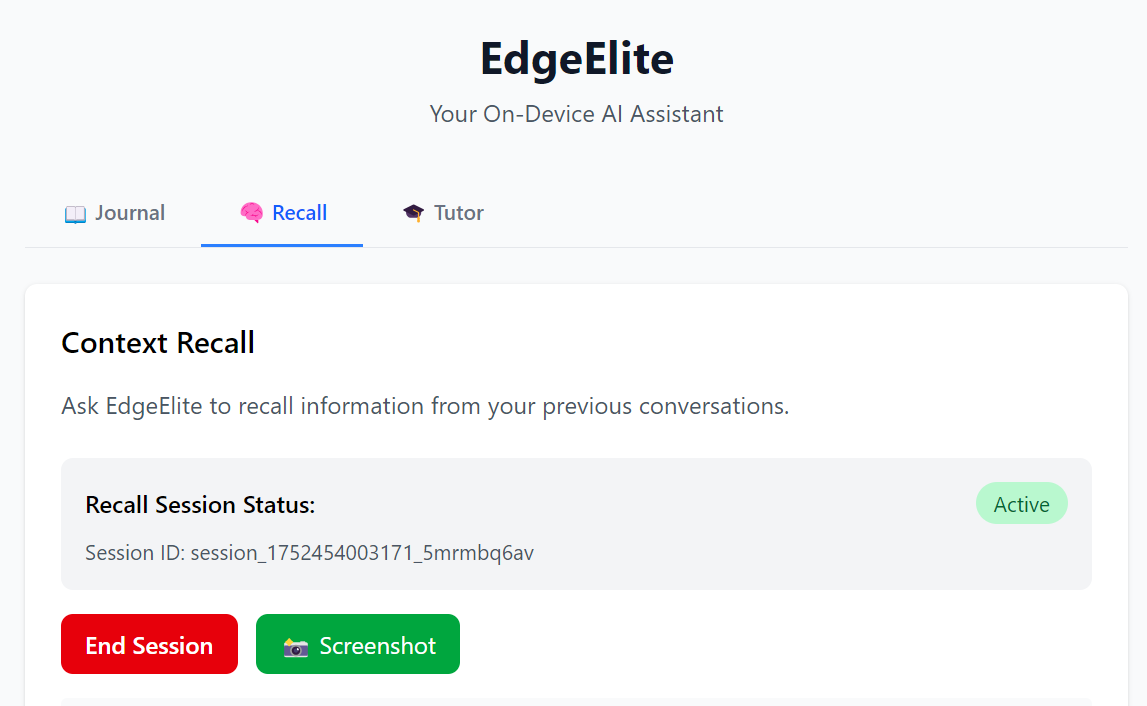 EdgeElite
Your On-Device AI Assistant
📖 Journal 🧠 Recall 🎓 Tutor
Context Recall
Ask EdgeElite to recall information from your previous conversations.
Recall Session Status: Active
Session ID: session_1752454003171_5mrmbq6av
End Session 📸 Screenshot